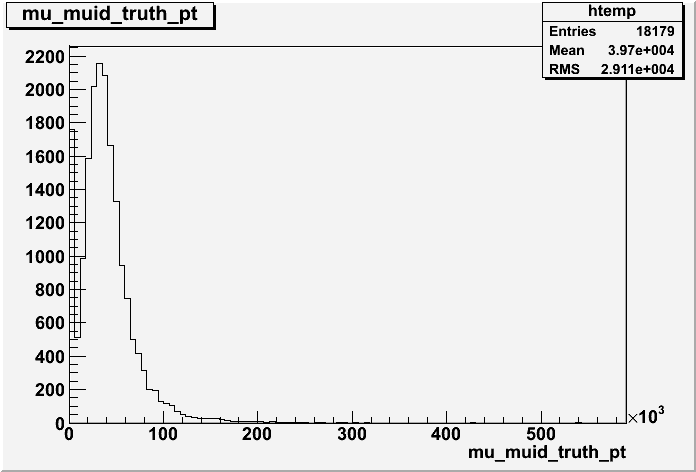 mu_muid_truth_pt
htemp
Entries 18179
Mean 3.97e+004
RMS 2.911e+004
2200
2000
1800
1600
1400
1200
1000
800
600
400
200
0
0 100 200 300 400 500
×10³
mu_muid_truth_pt